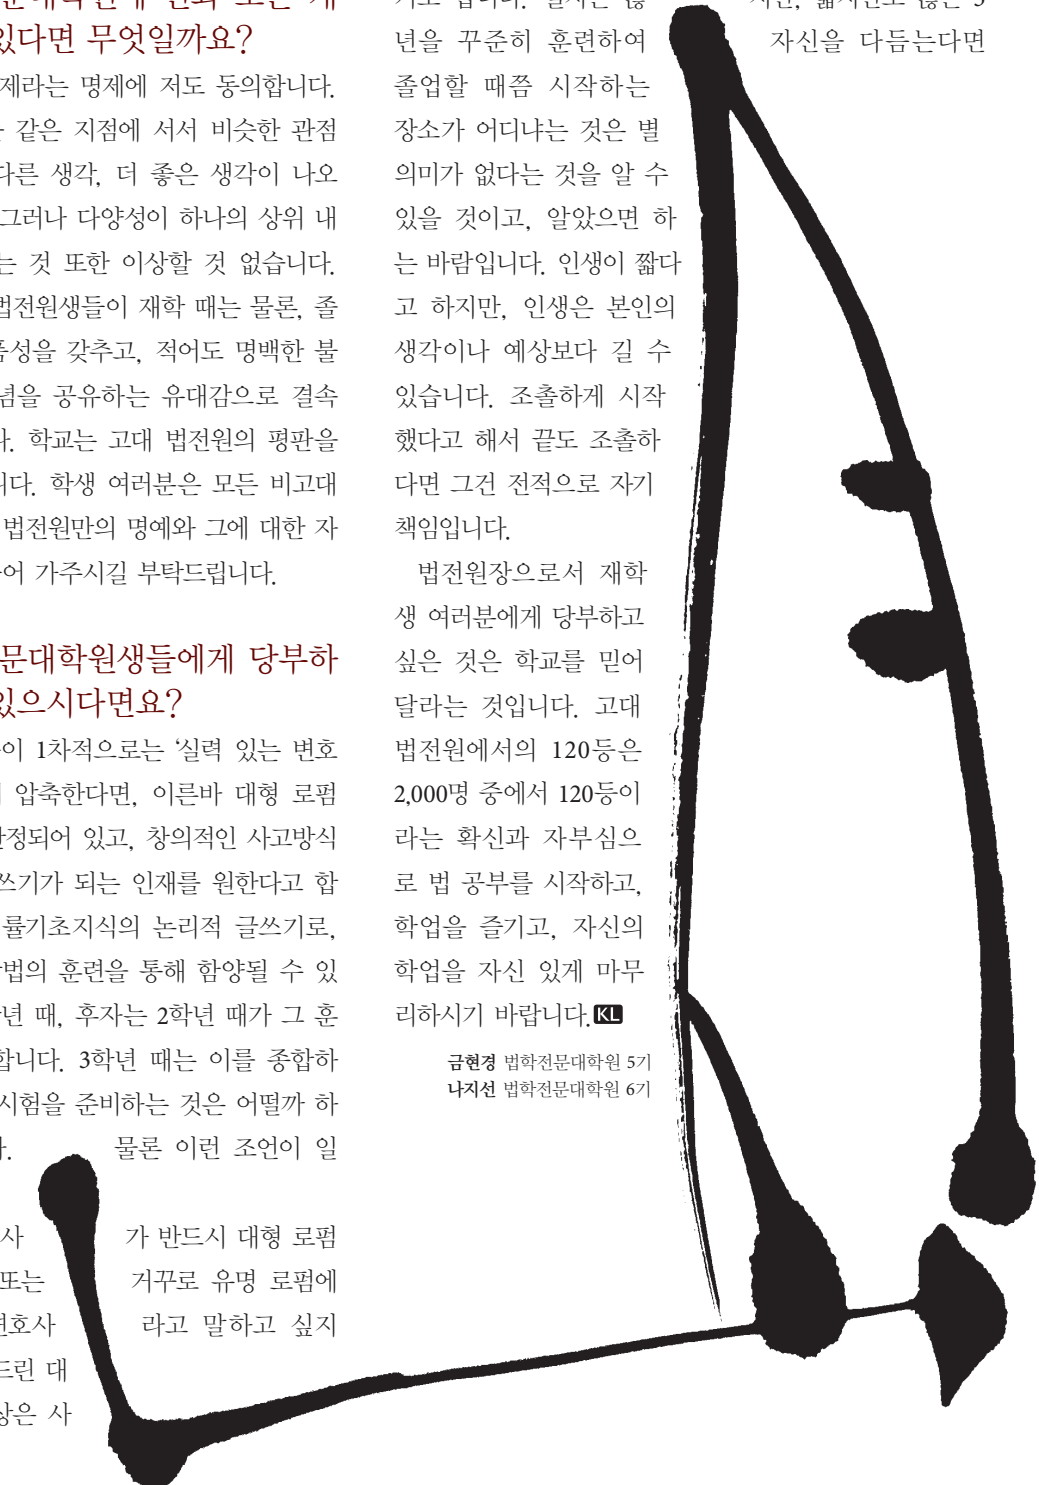 있다면 무엇일까요?
제라는 명제에 저도 동의합니다.
같은 지점에 서서 비슷한 관점
다른 생각, 더 좋은 생각이 나오
그러나 다양성이 하나의 상위 내
는 것 또한 이상할 것 없습니다.
법전원생들이 재학 때는 물론, 졸
품성을 갖추고, 적어도 명백한 불
념을 공유하는 유대감으로 결속
다. 학교는 고대 법전원의 평판을
니다. 학생 여러분은 모든 비고대
법전원만의 명예와 그에 대한 자
어 가주시길 부탁드립니다.
문대학원생들에게 당부하
있으시다면요?
이 1차적으로는 ‘실력 있는 변호
압축한다면, 이른바 대형 로펌
한정되어 있고, 창의적인 사고방식
쓰기가 되는 인재를 원한다고 합
률기초지식의 논리적 글쓰기로,
법의 훈련을 통해 함양될 수 있
년 때, 후자는 2학년 때가 그 훈
합니다. 3학년 때는 이를 종합하
시험을 준비하는 것은 어떨까 하
다. 물론 이런 조언이 일
사 가 반드시 대형 로펌
또는 거꾸로 유명 로펌에
변호사 라고 말하고 싶지
드린 대
상은 사
년을 꾸준히 훈련하여
졸업할 때쯤 시작하는
장소가 어디냐는 것은 별
의미가 없다는 것을 알 수
있을 것이고, 알았으면 하
는 바람입니다. 인생이 짧다
고 하지만, 인생은 본인의
생각이나 예상보다 길 수
있습니다. 조촐하게 시작
했다고 해서 끝도 조촐하
다면 그건 전적으로 자기
책임입니다.
법전원장으로서 재학
생 여러분에게 당부하고
싶은 것은 학교를 믿어
달라는 것입니다. 고대
법전원에서의 120등은
2,000명 중에서 120등이
라는 확신과 자부심으
로 법 공부를 시작하고,
학업을 즐기고, 자신의
학업을 자신 있게 마무
리하시기 바랍니다. KL
금현경 법학전문대학원 5기
나지선 법학전문대학원 6기
자신을 다듬는다면